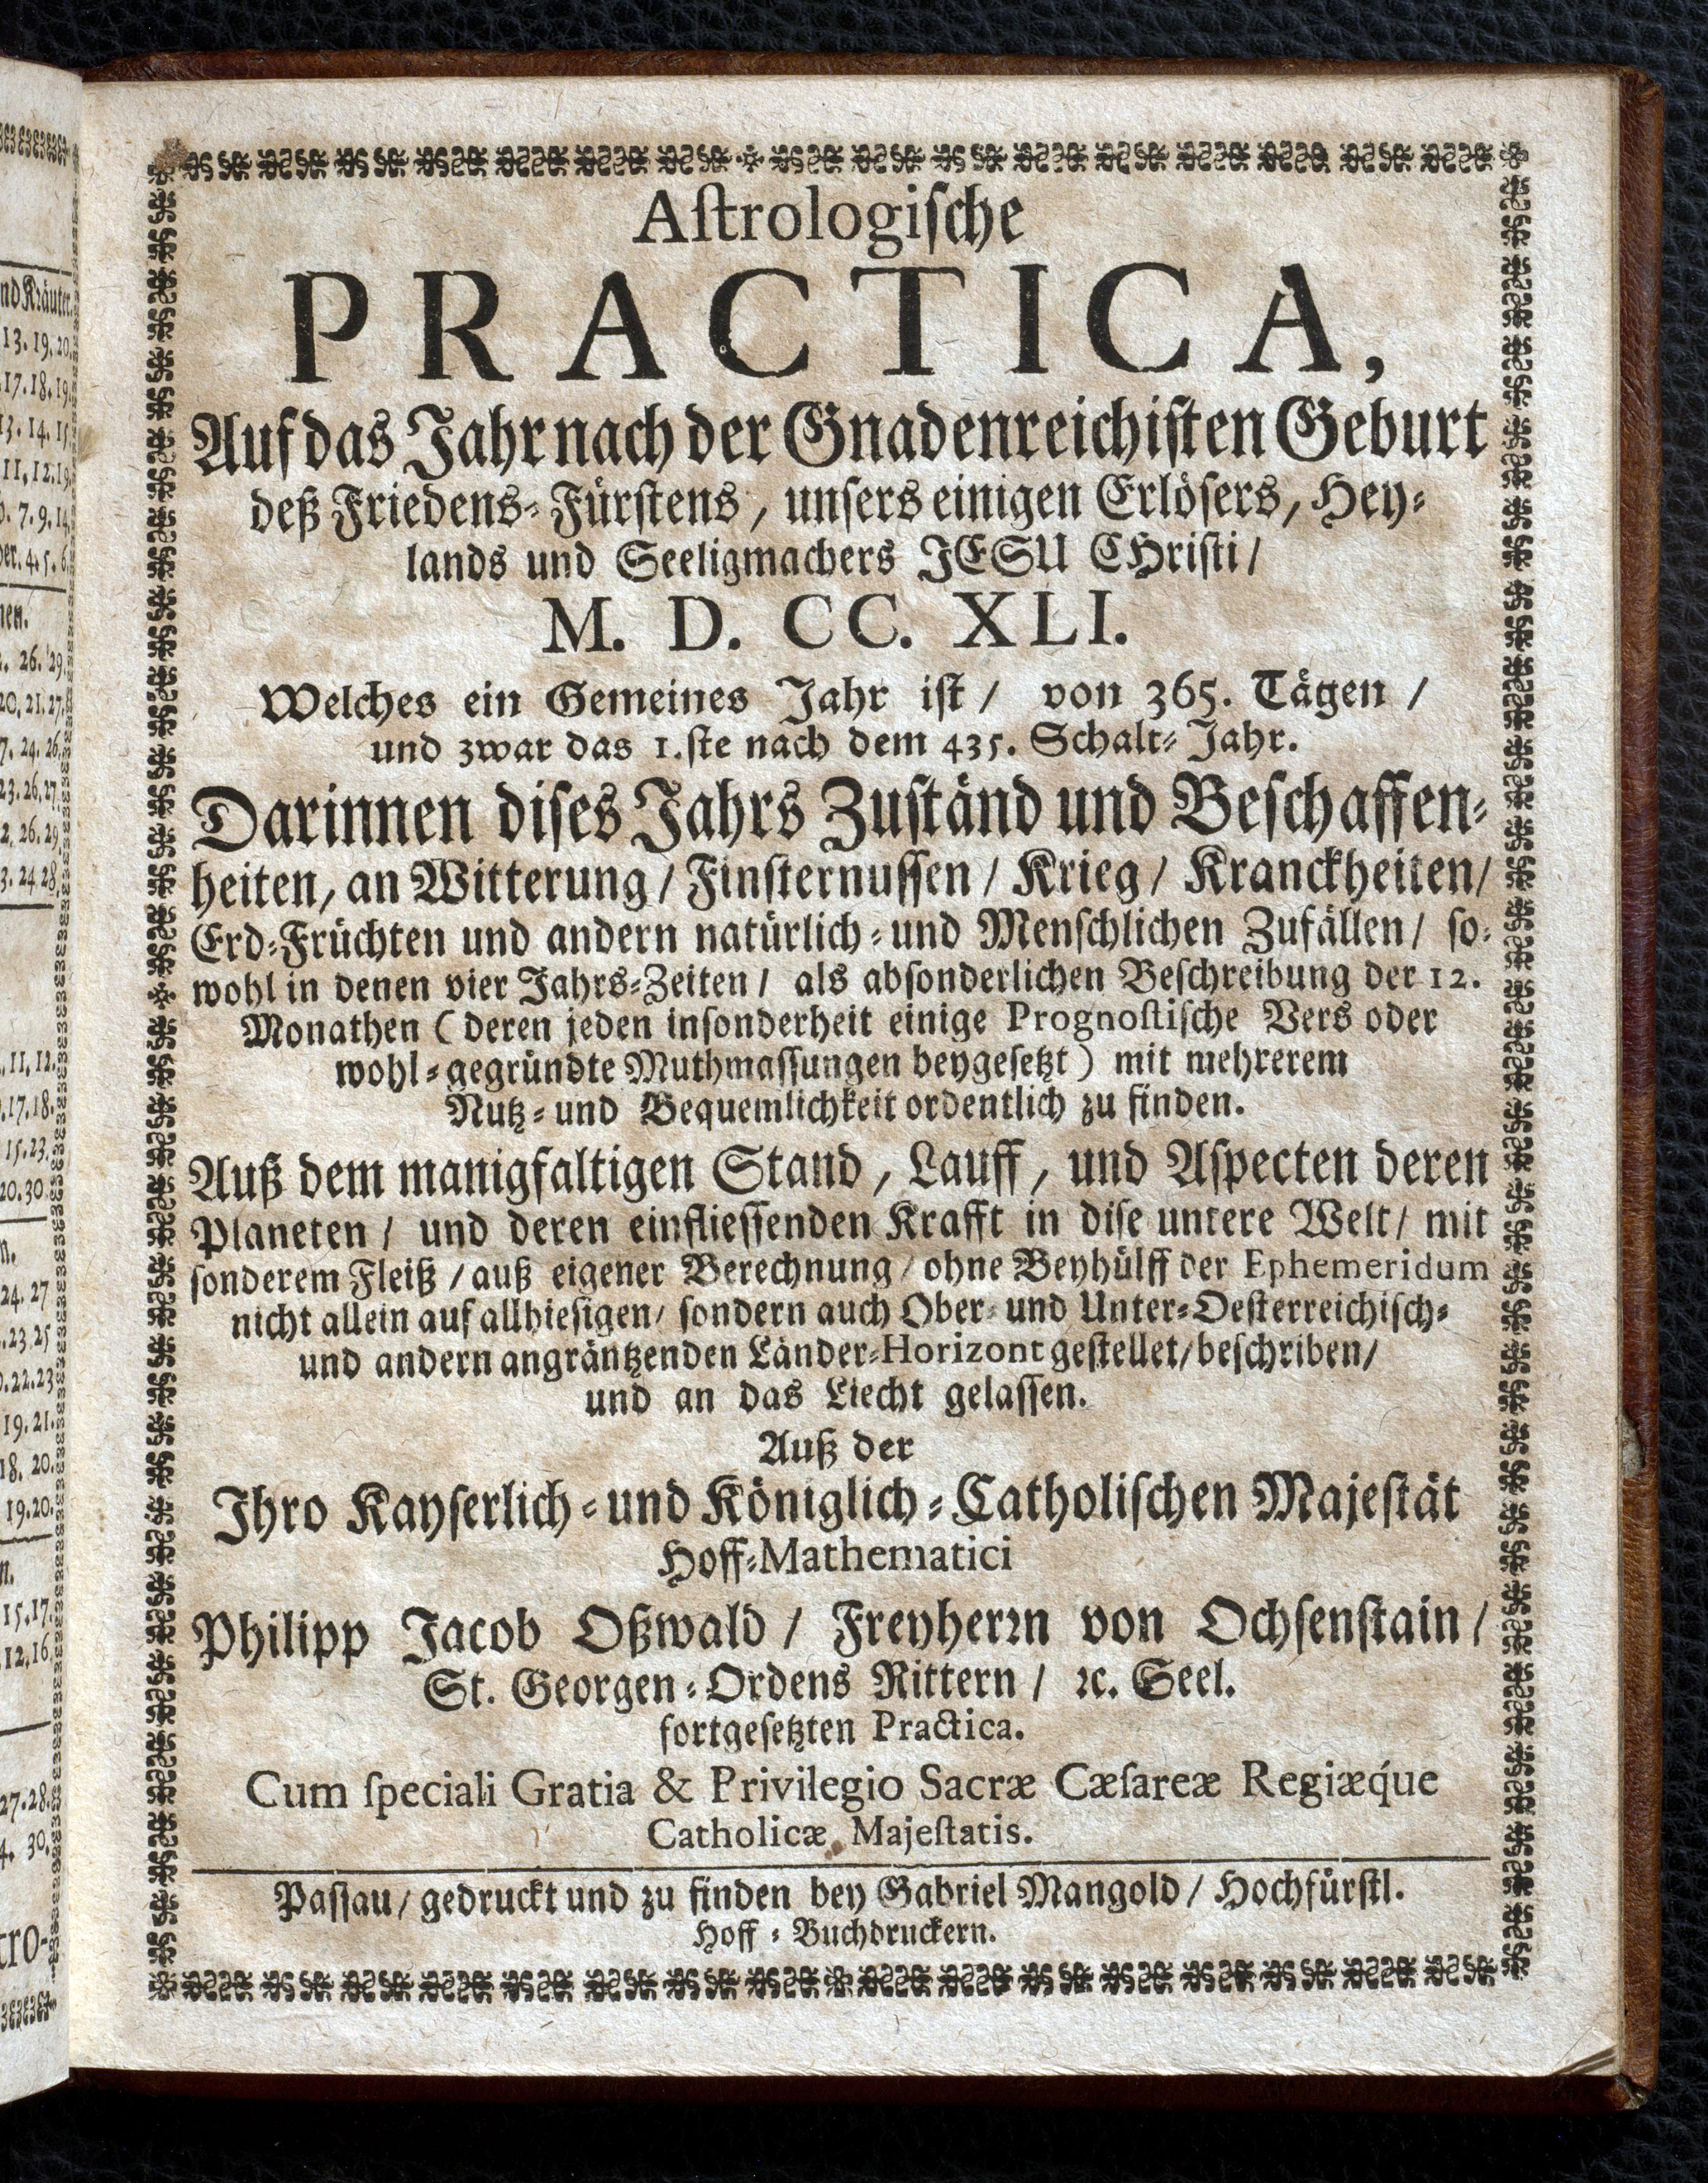 Aſtrologiſche
PRACTICA,
Auf das Jahr nach der Gnadenreichiſten Geburt
deß Friedens-Fürſtens, unſers einigen Erlöſers, Hey-
lands und Seeligmachers JESU CHriſti/
M. D. CC. XLI.
Welches ein Gemeines Jahr iſt / von 365. Tägen /
und zwar das 1.ſte nach dem 435. Schalt-Jahr.
Darinnen diſes Jahrs Zuſtänd und Beſchaffen-
heiten, an Witterung / Finſternuſſen / Krieg / Kranckheiten/
Erd-Früchten und andern natürlich-und Menſchlichen Zufällen / ſo-
wohl in denen vier Jahrs-Zeiten / als abſonderlichen Beſchreibung der 12.
Monathen (deren jeden inſonderheit einige Prognoſtiſche Vers oder
wohl-gegründte Muthmaſſungen beygeſetzt) mit mehrerem
Nutz-und Bequemlichkeit ordentlich zu finden.
Auß dem manigfaltigen Stand, Lauff, und Aſpecten deren
Planeten / und deren einflieſſenden Krafft in diſe untere Welt / mit
ſonderem Fleiß / auß eigener Berechnung / ohne Beyhülff der Ephemeridum
nicht allein auf allhieſigen / ſondern auch Ober-und Unter-Oeſterreichiſch-
und andern angräntzenden Länder-Horizont geſtellet / beſchriben/
und an das Liecht gelaſſen.
Auß der
Ihro Kayſerlich-und Königlich-Catholiſchen Majeſtät
Hoff-Mathematici
Philipp Jacob Oßwald / Freyherꝛn von Ochſenſtain /
St. Georgen-Ordens Rittern / ꝛc. Seel.
fortgeſetzten Practica.
Cum ſpeciali Gratia & Privilegio Sacræ Cæſareæ Regiæq́ue
Catholicæ Majeſtatis.
Paſſau / gedruckt und zu finden bey Gabriel Mangold / Hochfürſtl.
Hoff-Buchdruckern.